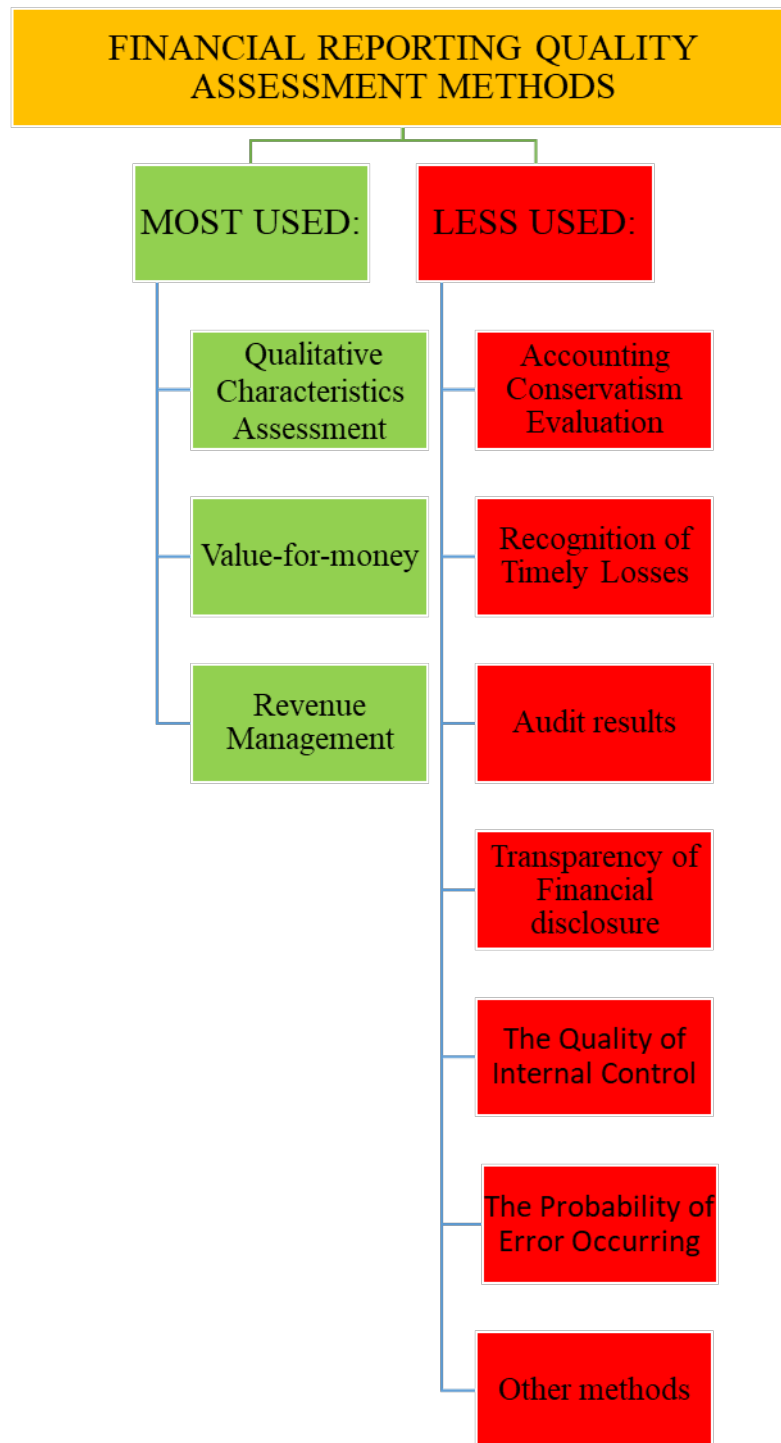 FINANCIAL REPORTING QUALITY
ASSESSMENT METHODS
MOST USED:
LESS USED:
Qualitative
Characteristics
Assessment
Value-for-money
Revenue
Management
Accounting
Conservatism
Evaluation
Recognition of
Timely Losses
Audit results
Transparency of
Financial
disclosure
The Quality of
Internal Control
The Probability of
Error Occurring
Other methods